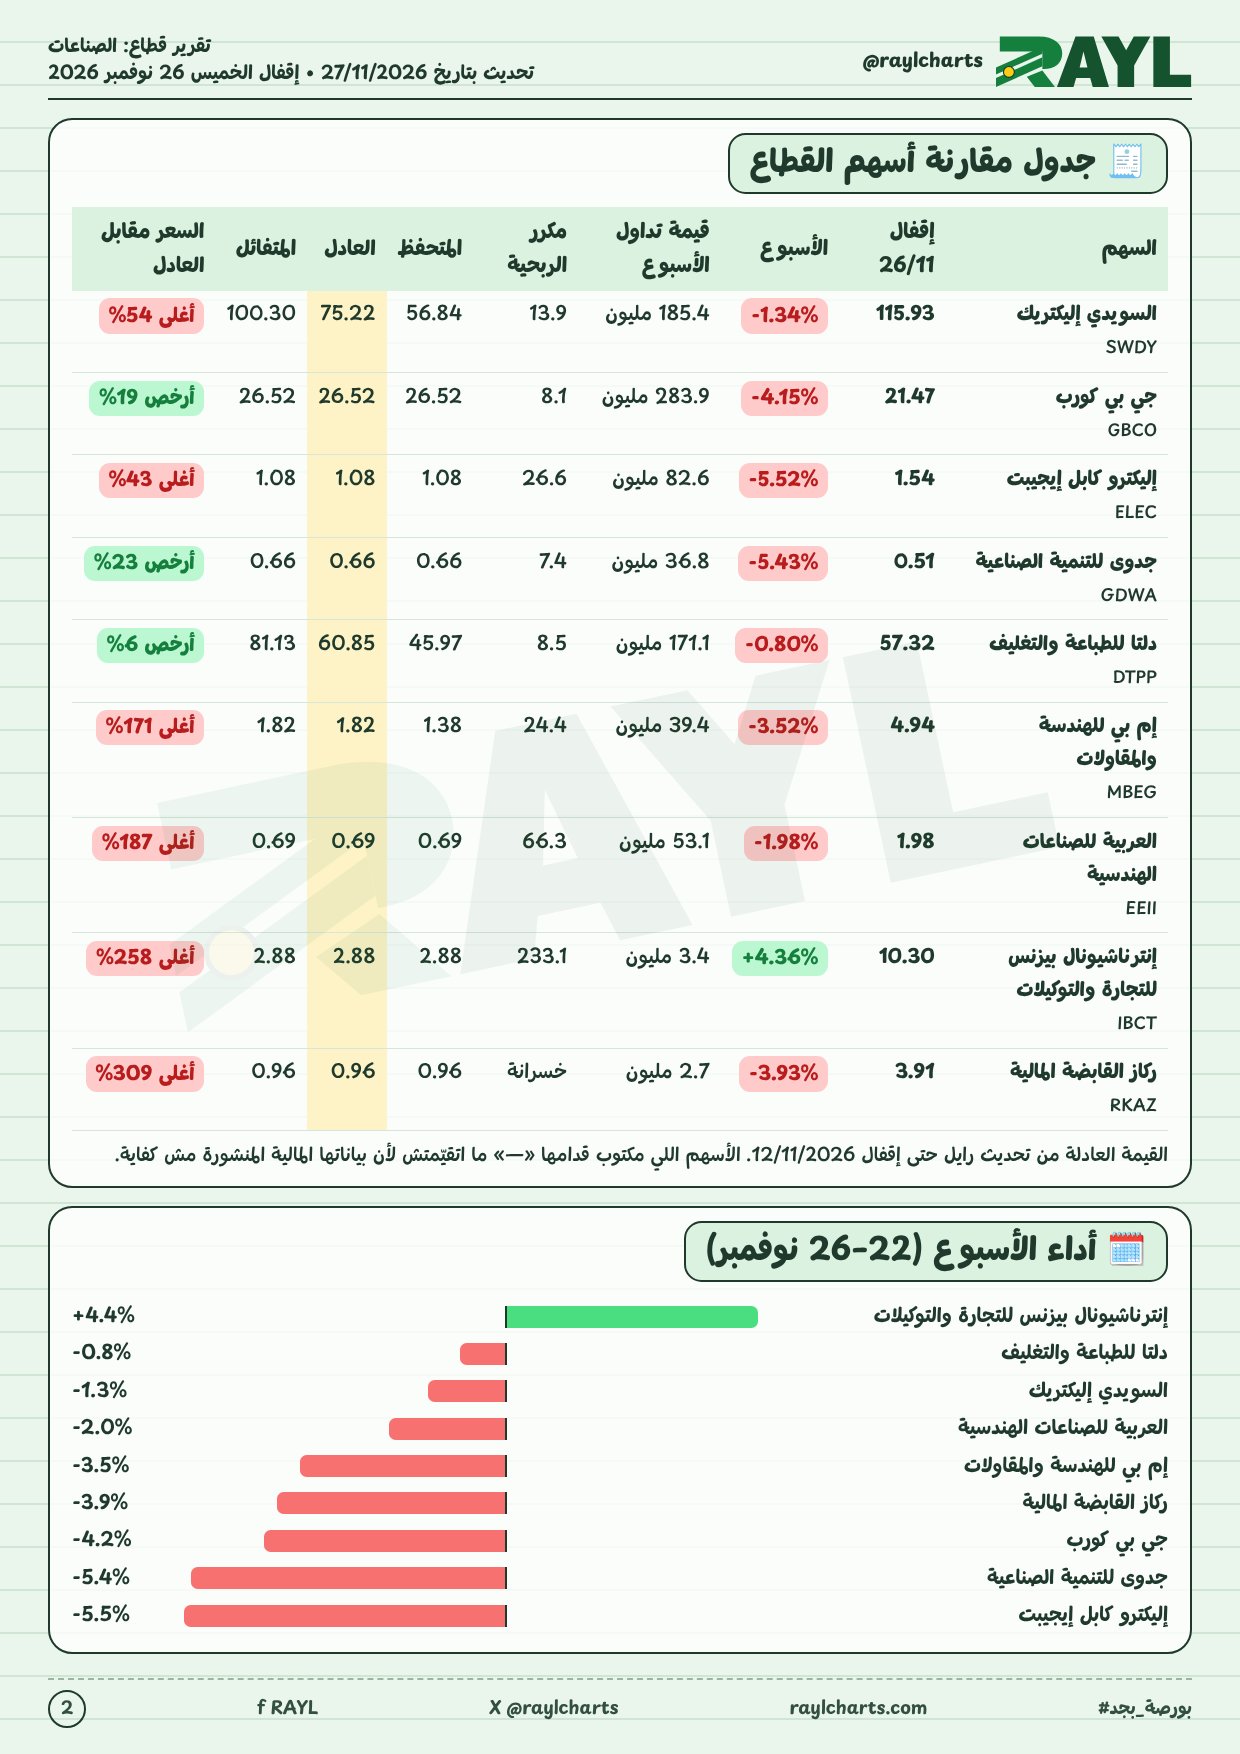 RAYL
@raylcharts
تقرير قطاع: الصناعات
تحديث بتاريخ 27/11/2026 • إقفال الخميس 26 نوفمبر 2026
جدول مقارنة أسهم القطاع
السهم إقفال 26/11 الأسبوع قيمة تداول الأسبوع مكرر الربحية المتحفظ العادل المتفائل السعر مقابل العادل
السويدي إليكتريك 115.93 -1.34% 185.4 مليون 13.9 56.84 75.22 100.30 أغلى 54%
SWDY
جي بي كورب 21.47 -4.15% 283.9 مليون 8.1 26.52 26.52 26.52 أرخص 19%
GBCO
إليكترو كابل إيجيبت 1.54 -5.52% 82.6 مليون 26.6 1.08 1.08 1.08 أغلى 43%
ELEC
جدوى للتنمية الصناعية 0.51 -5.43% 36.8 مليون 7.4 0.66 0.66 0.66 أرخص 23%
GDWA
دلتا للطباعة والتغليف 57.32 -0.80% 171.1 مليون 8.5 45.97 60.85 81.13 أرخص 6%
DTPP
إم بي للهندسة 4.94 -3.52% 39.4 مليون 24.4 1.38 1.82 1.82 أغلى 171%
والمقاولات
MBEG
العربية للصناعات 1.98 -1.98% 53.1 مليون 66.3 0.69 0.69 0.69 أغلى 187%
الهندسية
EEII
إنترناشيونال بيزنس 10.30 +4.36% 3.4 مليون 233.1 2.88 2.88 2.88 أغلى 258%
للتجارة والتوكيلات
IBCT
ركاز القابضة المالية 3.91 -3.93% 2.7 مليون خسرانة 0.96 0.96 0.96 أغلى 309%
RKAZ
القيمة العادلة من تحديث رايل حتى إقفال 12/11/2026. الأسهم اللي مكتوب قدامها «—» ما اتقيّمتش لأن بياناتها المالية المنشورة مش كفاية.
أداء الأسبوع (22–26 نوفمبر)
إنترناشيونال بيزنس للتجارة والتوكيلات +4.4%
دلتا للطباعة والتغليف -0.8%
السويدي إليكتريك -1.3%
العربية للصناعات الهندسية -2.0%
إم بي للهندسة والمقاولات -3.5%
ركاز القابضة المالية -3.9%
جي بي كورب -4.2%
جدوى للتنمية الصناعية -5.4%
إليكترو كابل إيجيبت -5.5%
#بورصة_بجد raylcharts.com X @raylcharts f RAYL 2